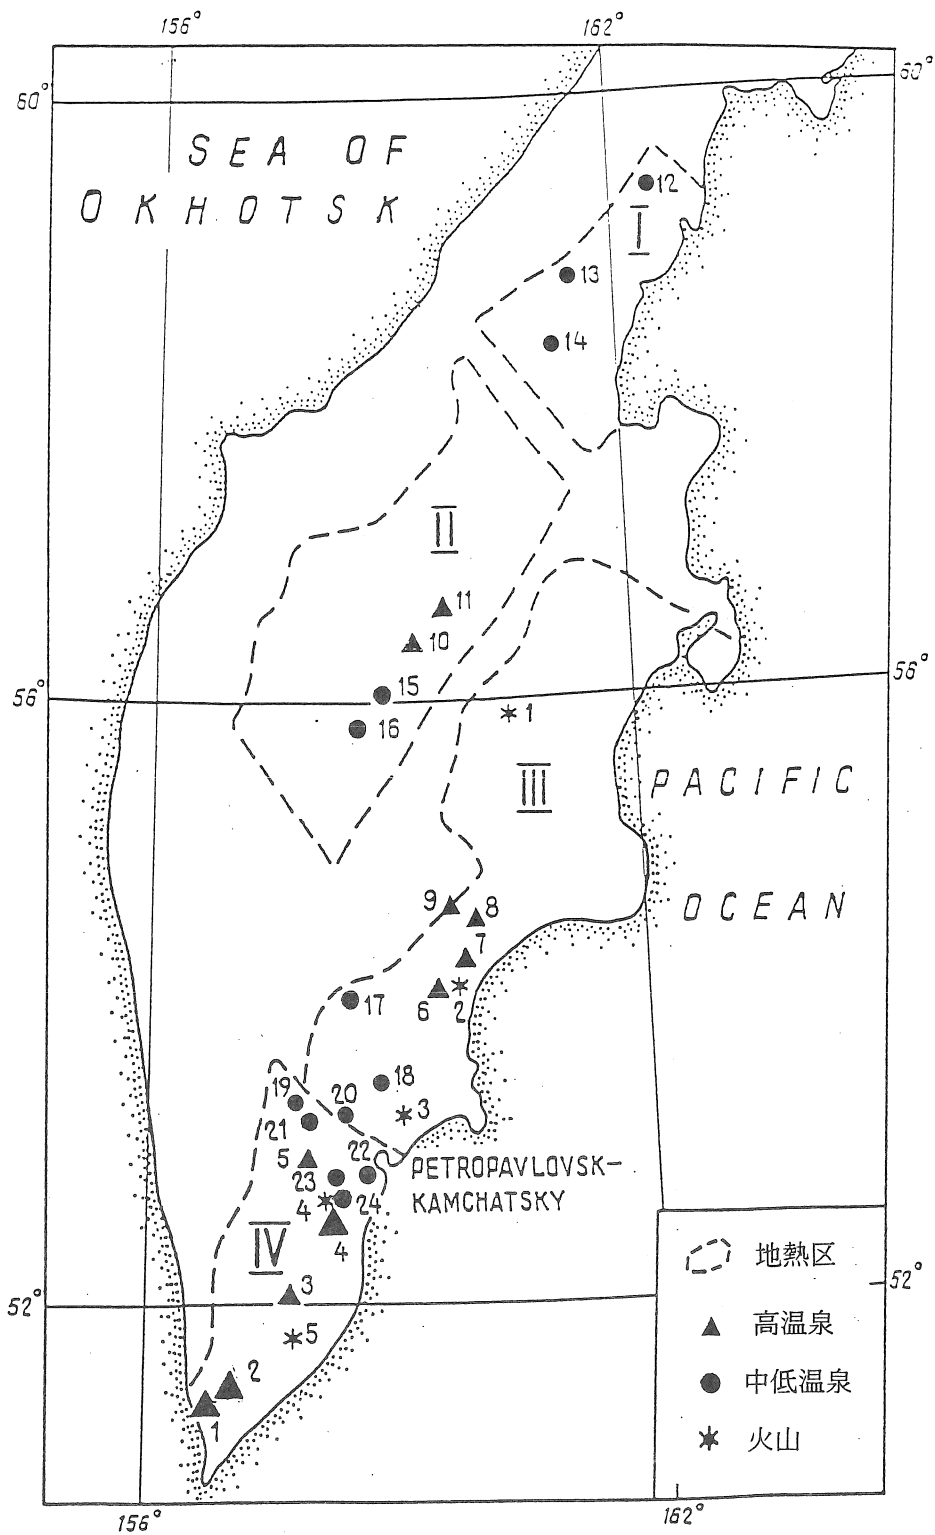 156°
162°
60°
60°
SEA OF
OKHOTSK
12
I
13
14
II
11
10
15
56°
56°
16
1
III
PACIFIC
OCEAN
9
8
7
6
2
17
18
19
20
3
21
22
5
PETROPAVLOVSK-
KAMCHATSKY
23
4
24
4
IV
地熱区
3
52°
52°
高温泉
5
2
中低温泉
1
火山
156°
162°